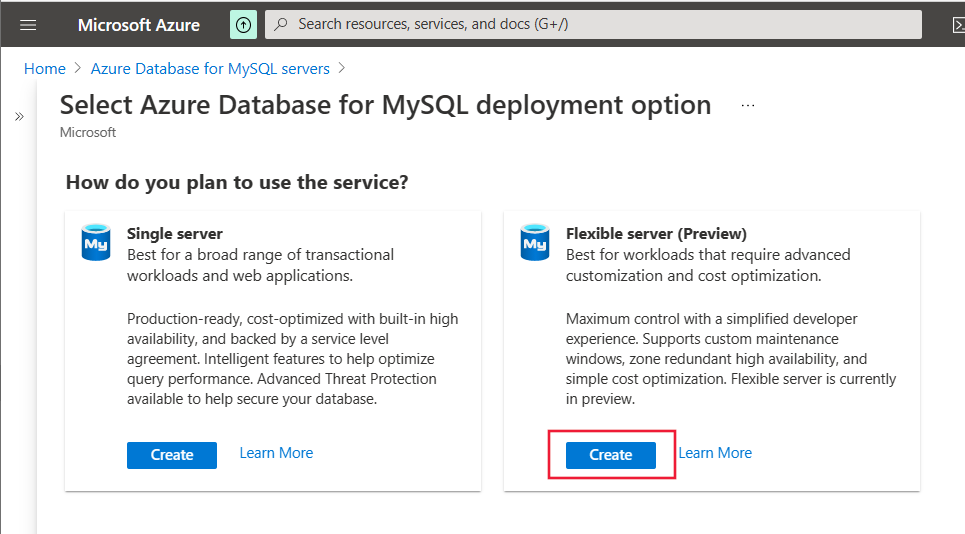 Microsoft Azure
Search resources, services, and docs (G+/)
Home > Azure Database for MySQL servers >
»
Select Azure Database for MySQL deployment option ...
Microsoft
How do you plan to use the service?
My
Single server
Best for a broad range of transactional
workloads and web applications.
Production-ready, cost-optimized with built-in high
availability, and backed by a service level
agreement. Intelligent features to help optimize
query performance. Advanced Threat Protection
available to help secure your database.
Create
Learn More
My
Flexible server (Preview)
Best for workloads that require advanced
customization and cost optimization.
Maximum control with a simplified developer
experience. Supports custom maintenance
windows, zone redundant high availability, and
simple cost optimization. Flexible server is currently
in preview.
Create
Learn More